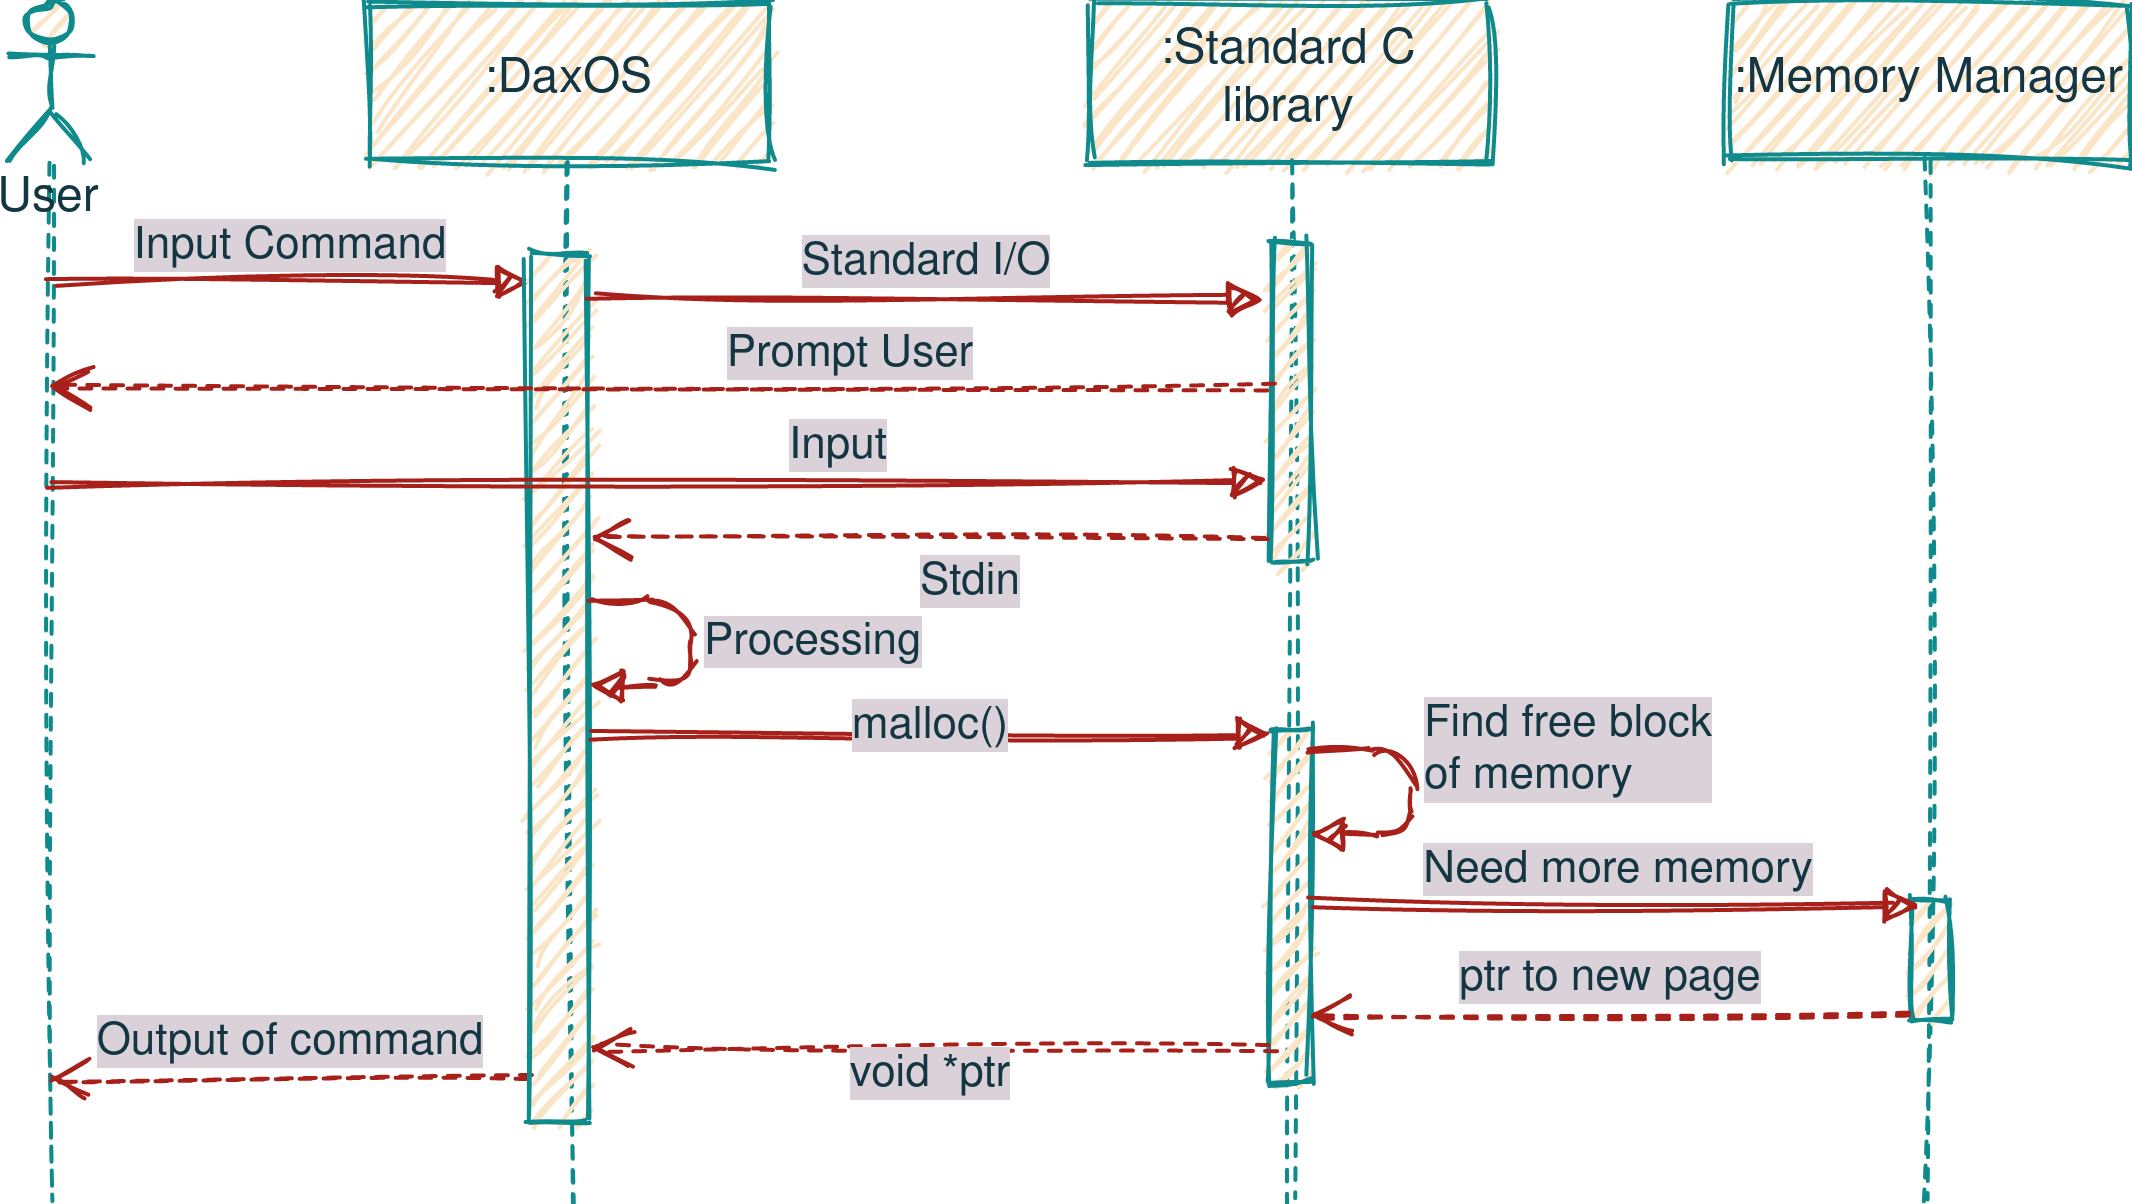 :DaxOS
:Standard C
library
:Memory Manager
User
Input Command
Standard I/O
Prompt User
Input
Stdin
Processing
malloc()
Find free block
of memory
Need more memory
ptr to new page
Output of command
void *ptr